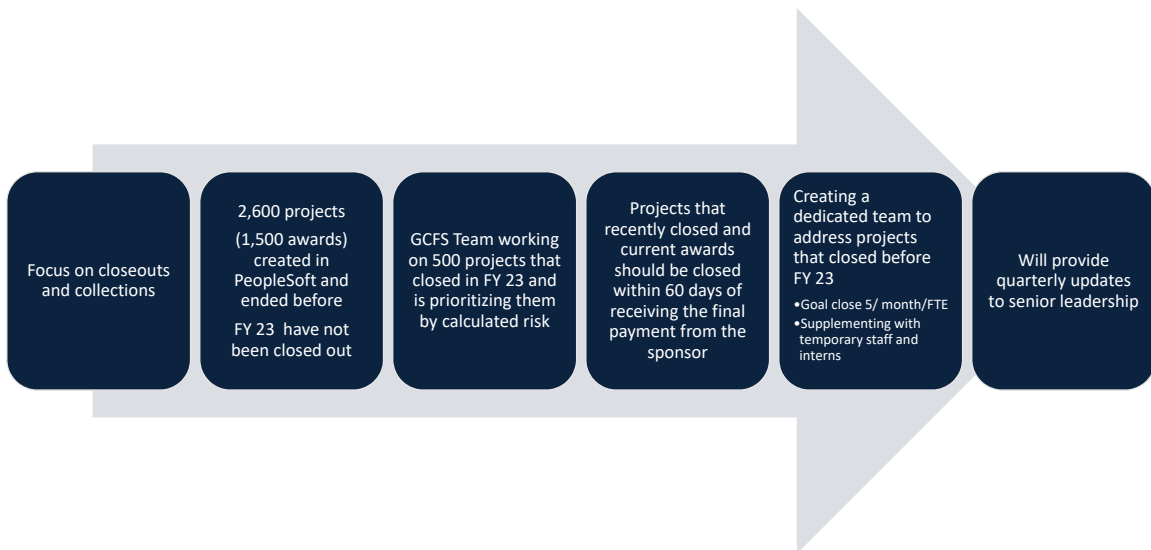 Focus on closeouts
and collections
2,600 projects
(1,500 awards)
created in
PeopleSoft and
ended before
FY 23 have not
been closed out
GCFS Team working
on 500 projects that
closed in FY 23 and
is prioritizing them
by calculated risk
Projects that
recently closed and
current awards
should be closed
within 60 days of
receiving the final
payment from the
sponsor
Creating a
dedicated team to
address projects
that closed before
FY 23
•Goal close 5/ month/FTE
•Supplementing with
temporary staff and
interns
Will provide
quarterly updates
to senior leadership